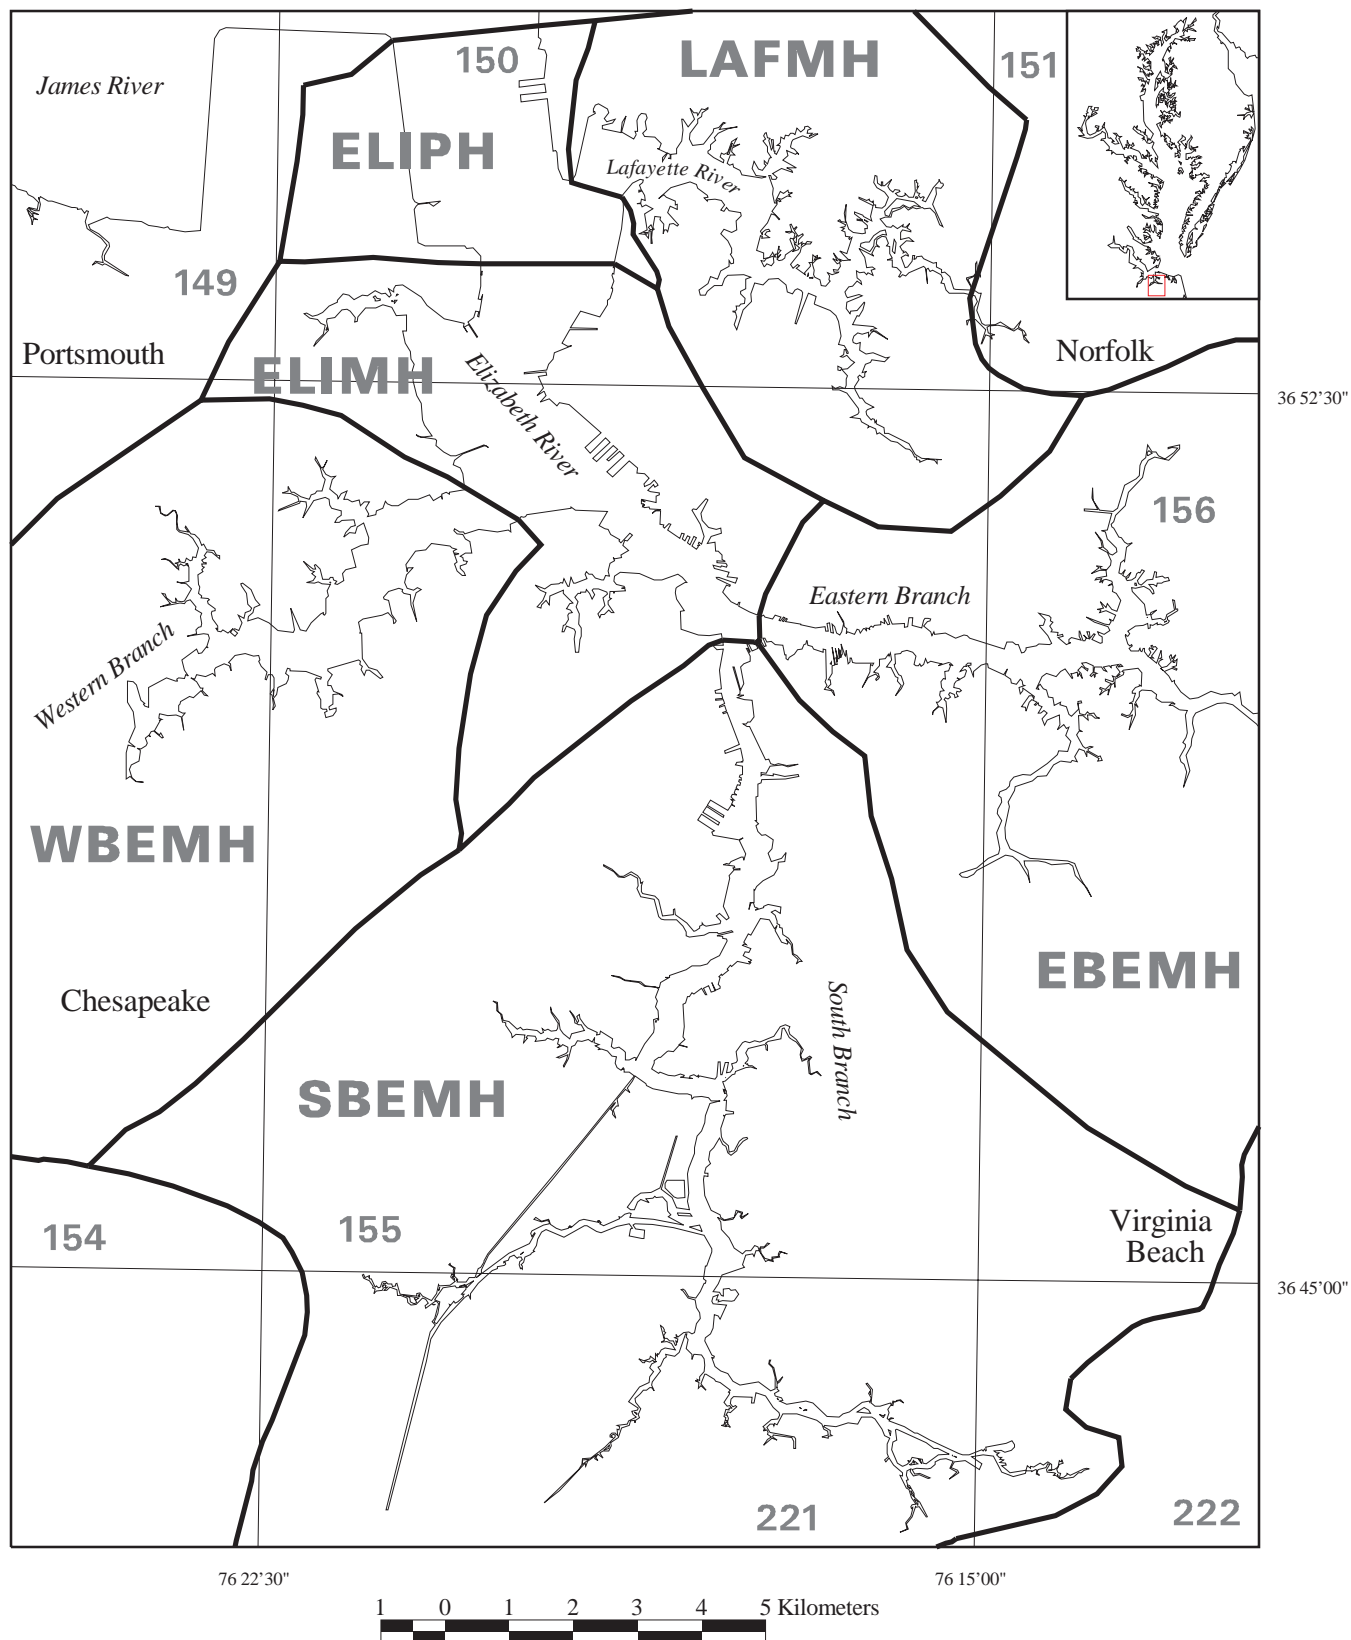 LAFMH
150
151
James River
ELIPH
Lafayette River
149
Portsmouth
Norfolk
ELIMH
Elizabeth River
36 52'30"
156
Eastern Branch
Western Branch
WBEMH
EBEMH
Chesapeake
South Branch
SBEMH
Virginia
Beach
154
155
36 45'00"
221
222
76 22'30"
76 15'00"
1 0 1 2 3 4 5 Kilometers